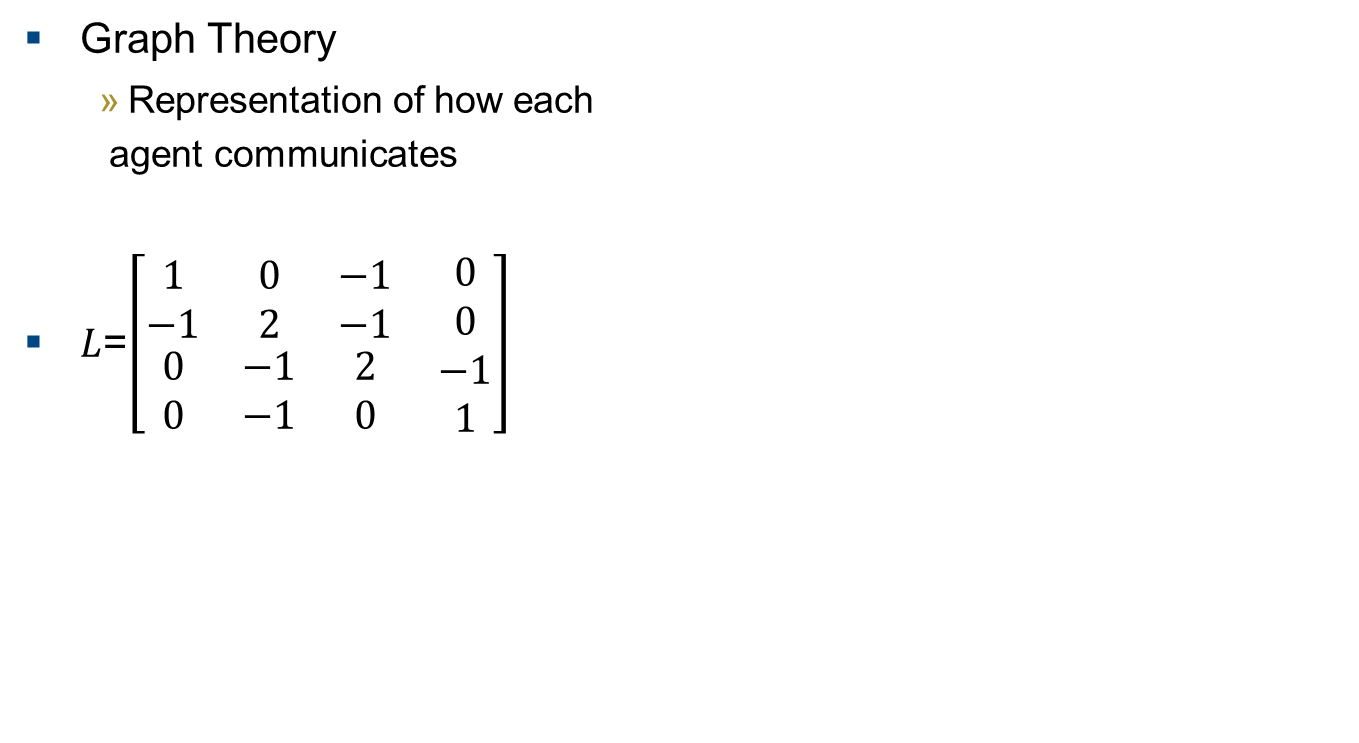 ▪ Graph Theory
» Representation of how each
agent communicates
▪ L=
1 0 −1 0
−1 2 −1 0
0 −1 2 −1
0 −1 0 1